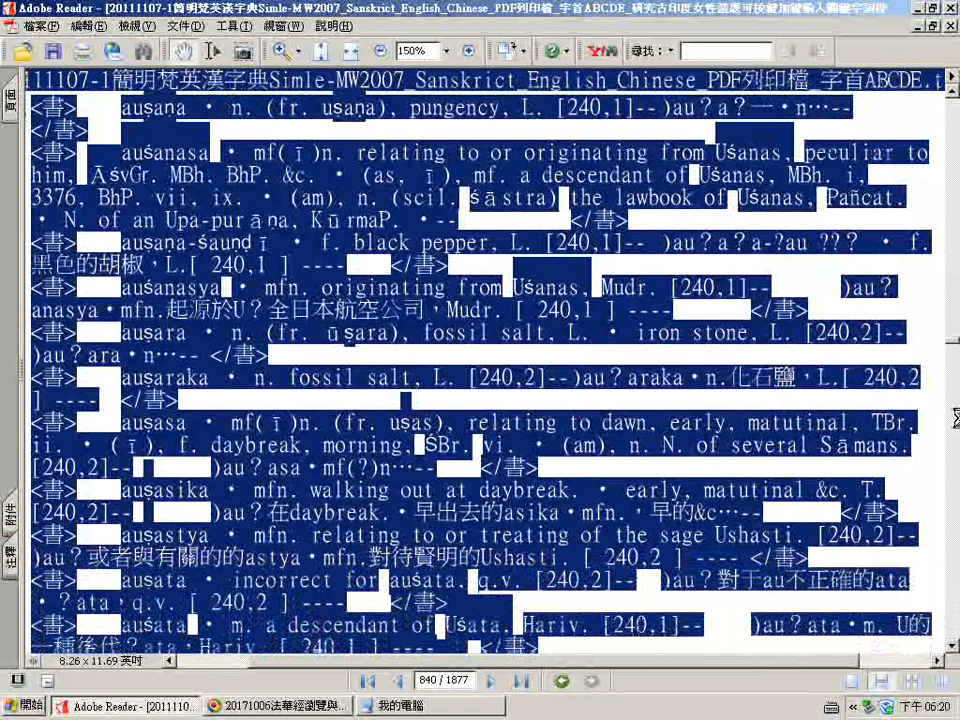 Adobe Reader - [20111107-1簡明梵英漢字典Simle-MW2007_Sanskrict_English_Chinese_PDF列印檔_字首ABCDE_研究古印度女性議題可按
檔案(F) 編輯(E) 檢視(V) 文件(D) 工具(T) 視窗(W) 說明(H)
150% 尋找：
111107-1簡明梵英漢字典Simle-MW2007_Sanskrict_English_Chinese_PDF列印檔_字首ABCDE.t
<書> auṣaṇa · n. (fr. uṣaṇa), pungency, L. [240,1]-- )au?a?一·n…--
</書>
<書> auśanasa · mf(ī)n. relating to or originating from Uśanas, peculiar to
him, ĀśvGr. MBh. BhP. &c. · (as, ī), mf. a descendant of Uśanas, MBh. i,
3376, BhP. vii, ix. · (am), n. (scil. śāstra) the lawbook of Uśanas, Pañcat.
· N. of an Upa-purāṇa, KūrmaP. ·-- </書>
<書> auṣaṇa-śauṇḍī · f. black pepper, L. [240,1]-- )au?a?a-?au ??? · f.
黑色的胡椒，L.[ 240,1 ] ---- </書>
<書> auśanasya · mfn. originating from Uśanas, Mudr. [240,1]-- )au?
anasya·mfn.起源於U?全日本航空公司，Mudr. [ 240,1 ] ---- </書>
<書> auṣara · n. (fr. ūṣara), fossil salt, L. · iron stone, L. [240,2]--
)au?ara·n…-- </書>
<書> auṣaraka · n. fossil salt, L. [240,2]--)au?araka·n.化石鹽，L.[ 240,2
] ---- </書>
<書> auṣasa · mf(ī)n. (fr. uṣas), relating to dawn, early, matutinal, TBr.
ii. · (ī), f. daybreak, morning, ŚBr. vi. · (am), n. N. of several Sāmans.
[240,2]-- )au?asa·mf(?)n…-- </書>
<書> auṣasika · mfn. walking out at daybreak. · early, matutinal &c. T.
[240,2]-- )au?在daybreak.·早出去的asika·mfn.，早的&c…-- </書>
<書> auṣastya · mfn. relating to or treating of the sage Ushasti. [240,2]--
)au?或者與有關的的astya·mfn.對待賢明的Ushasti. [ 240,2 ] ---- </書>
<書> auṣata · incorrect for auśata, q.v. [240,2]-- )au?對于au不正確的ata
·?ata，q.v. [ 240,2 ] ---- </書>
<書> auśata · m. a descendant of Uśata, Hariv. [240,1]-- )au?ata·m. U的
一種後代?ata, Hariv. [ 240,1 ] ---- </書>
頁面
附件
註釋
8.26 x 11.69 英吋
840 / 1877
開始 Adobe Reader - [2011110... 20171006法華經瀏覽與... 我的電腦 下午 06:20